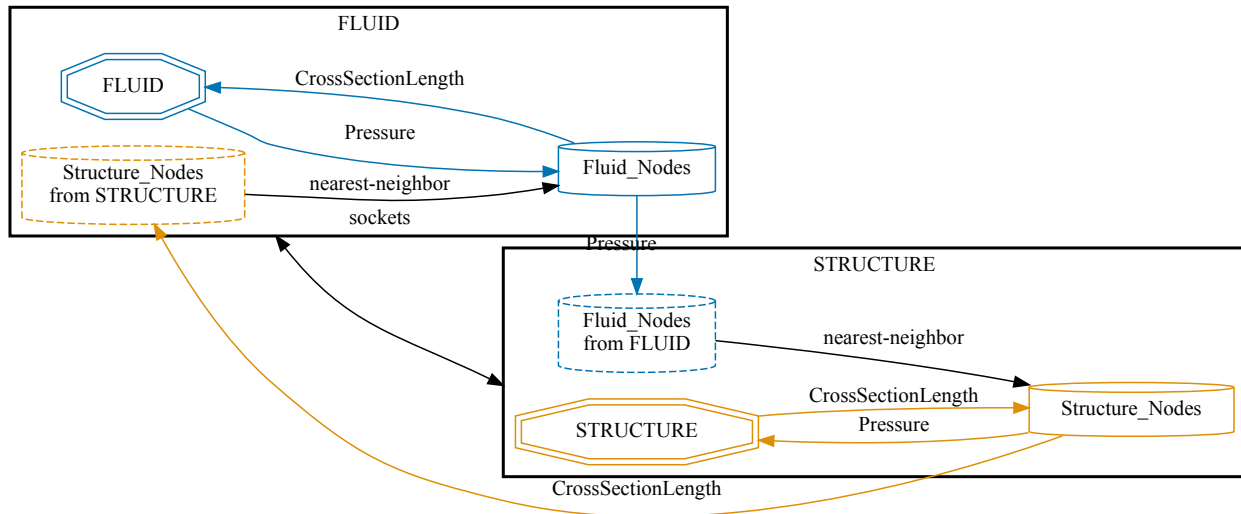 FLUID
CrossSectionLength
FLUID
Pressure
Structure_Nodes
from STRUCTURE
nearest-neighbor
Fluid_Nodes
sockets
Pressure
STRUCTURE
Fluid_Nodes
from FLUID
nearest-neighbor
CrossSectionLength
Structure_Nodes
STRUCTURE
Pressure
CrossSectionLength